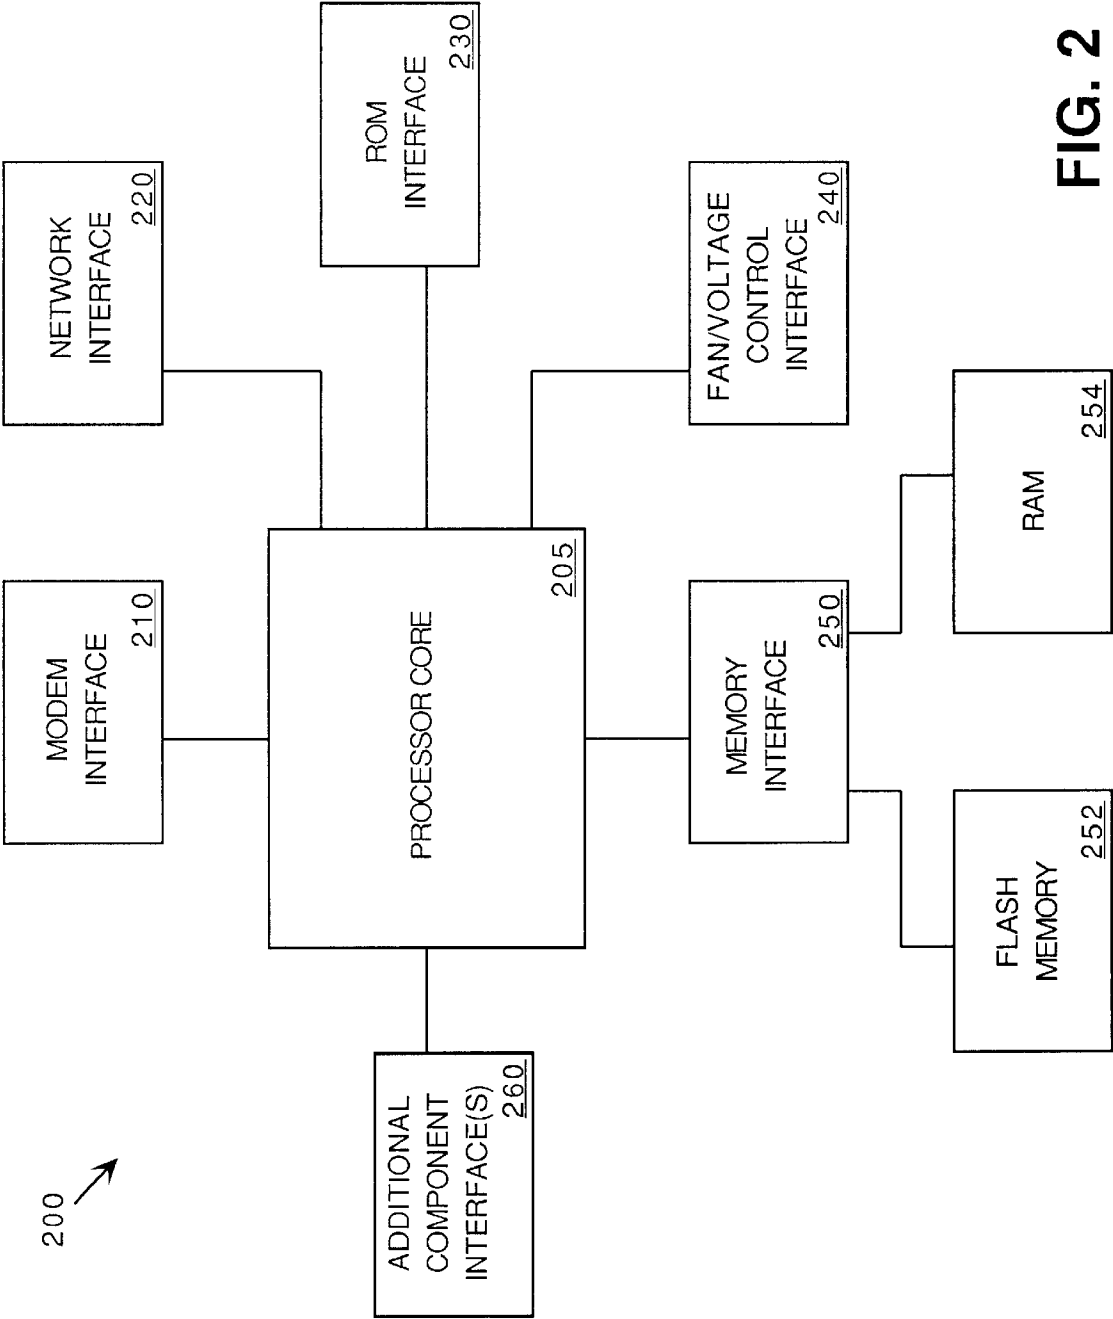 200
MODEM
INTERFACE
210
NETWORK
INTERFACE
220
ADDITIONAL
COMPONENT
INTERFACE(S)
260
PROCESSOR CORE
205
ROM
INTERFACE
230
MEMORY
INTERFACE
250
FAN/VOLTAGE
CONTROL
INTERFACE
240
FLASH
MEMORY
252
RAM
254
FIG. 2